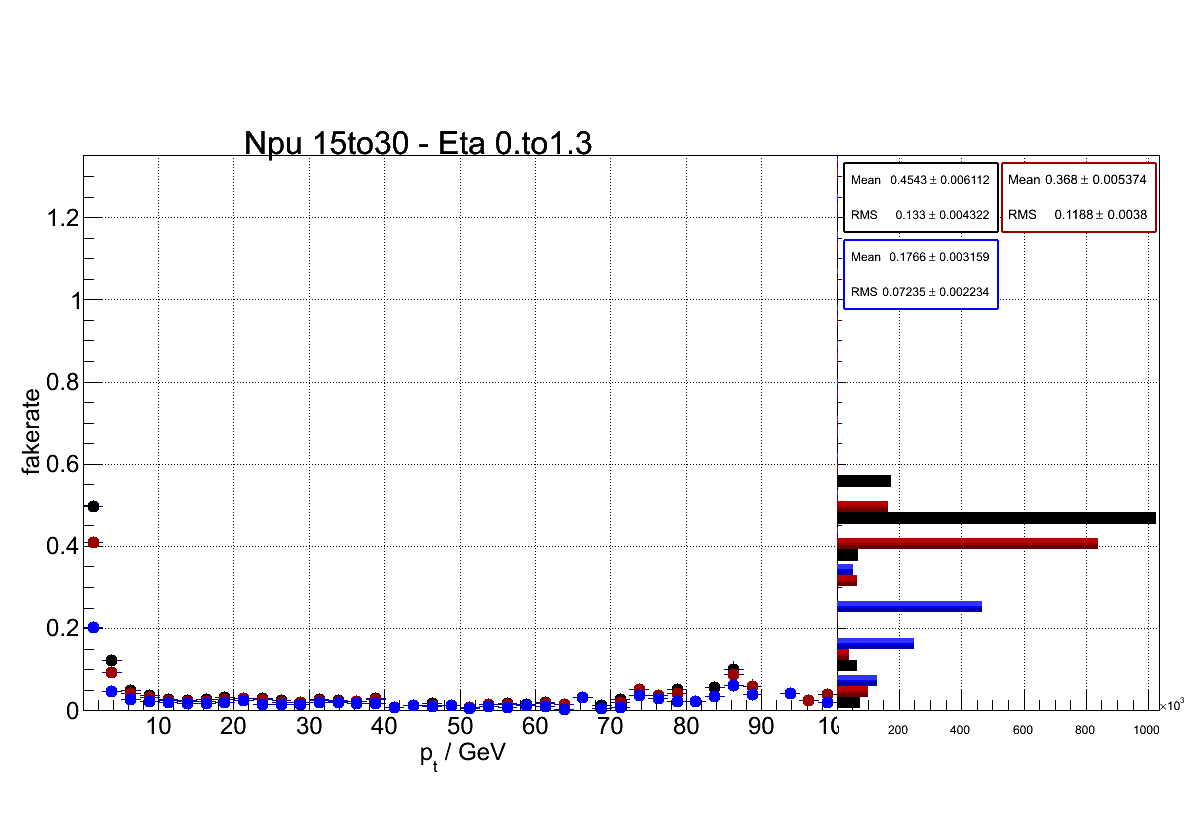 Npu 15to30 - Eta 0.to1.3
Mean 0.4543 ± 0.006112
RMS 0.133 ± 0.004322
Mean 0.368 ± 0.005374
RMS 0.1188 ± 0.0038
Mean 0.1766 ± 0.003159
RMS 0.07235 ± 0.002234
fakerate
1.2
1
0.8
0.6
0.4
0.2
0
10 20 30 40 50 60 70 80 90 10
200 400 600 800 1000
×10³
pt / GeV